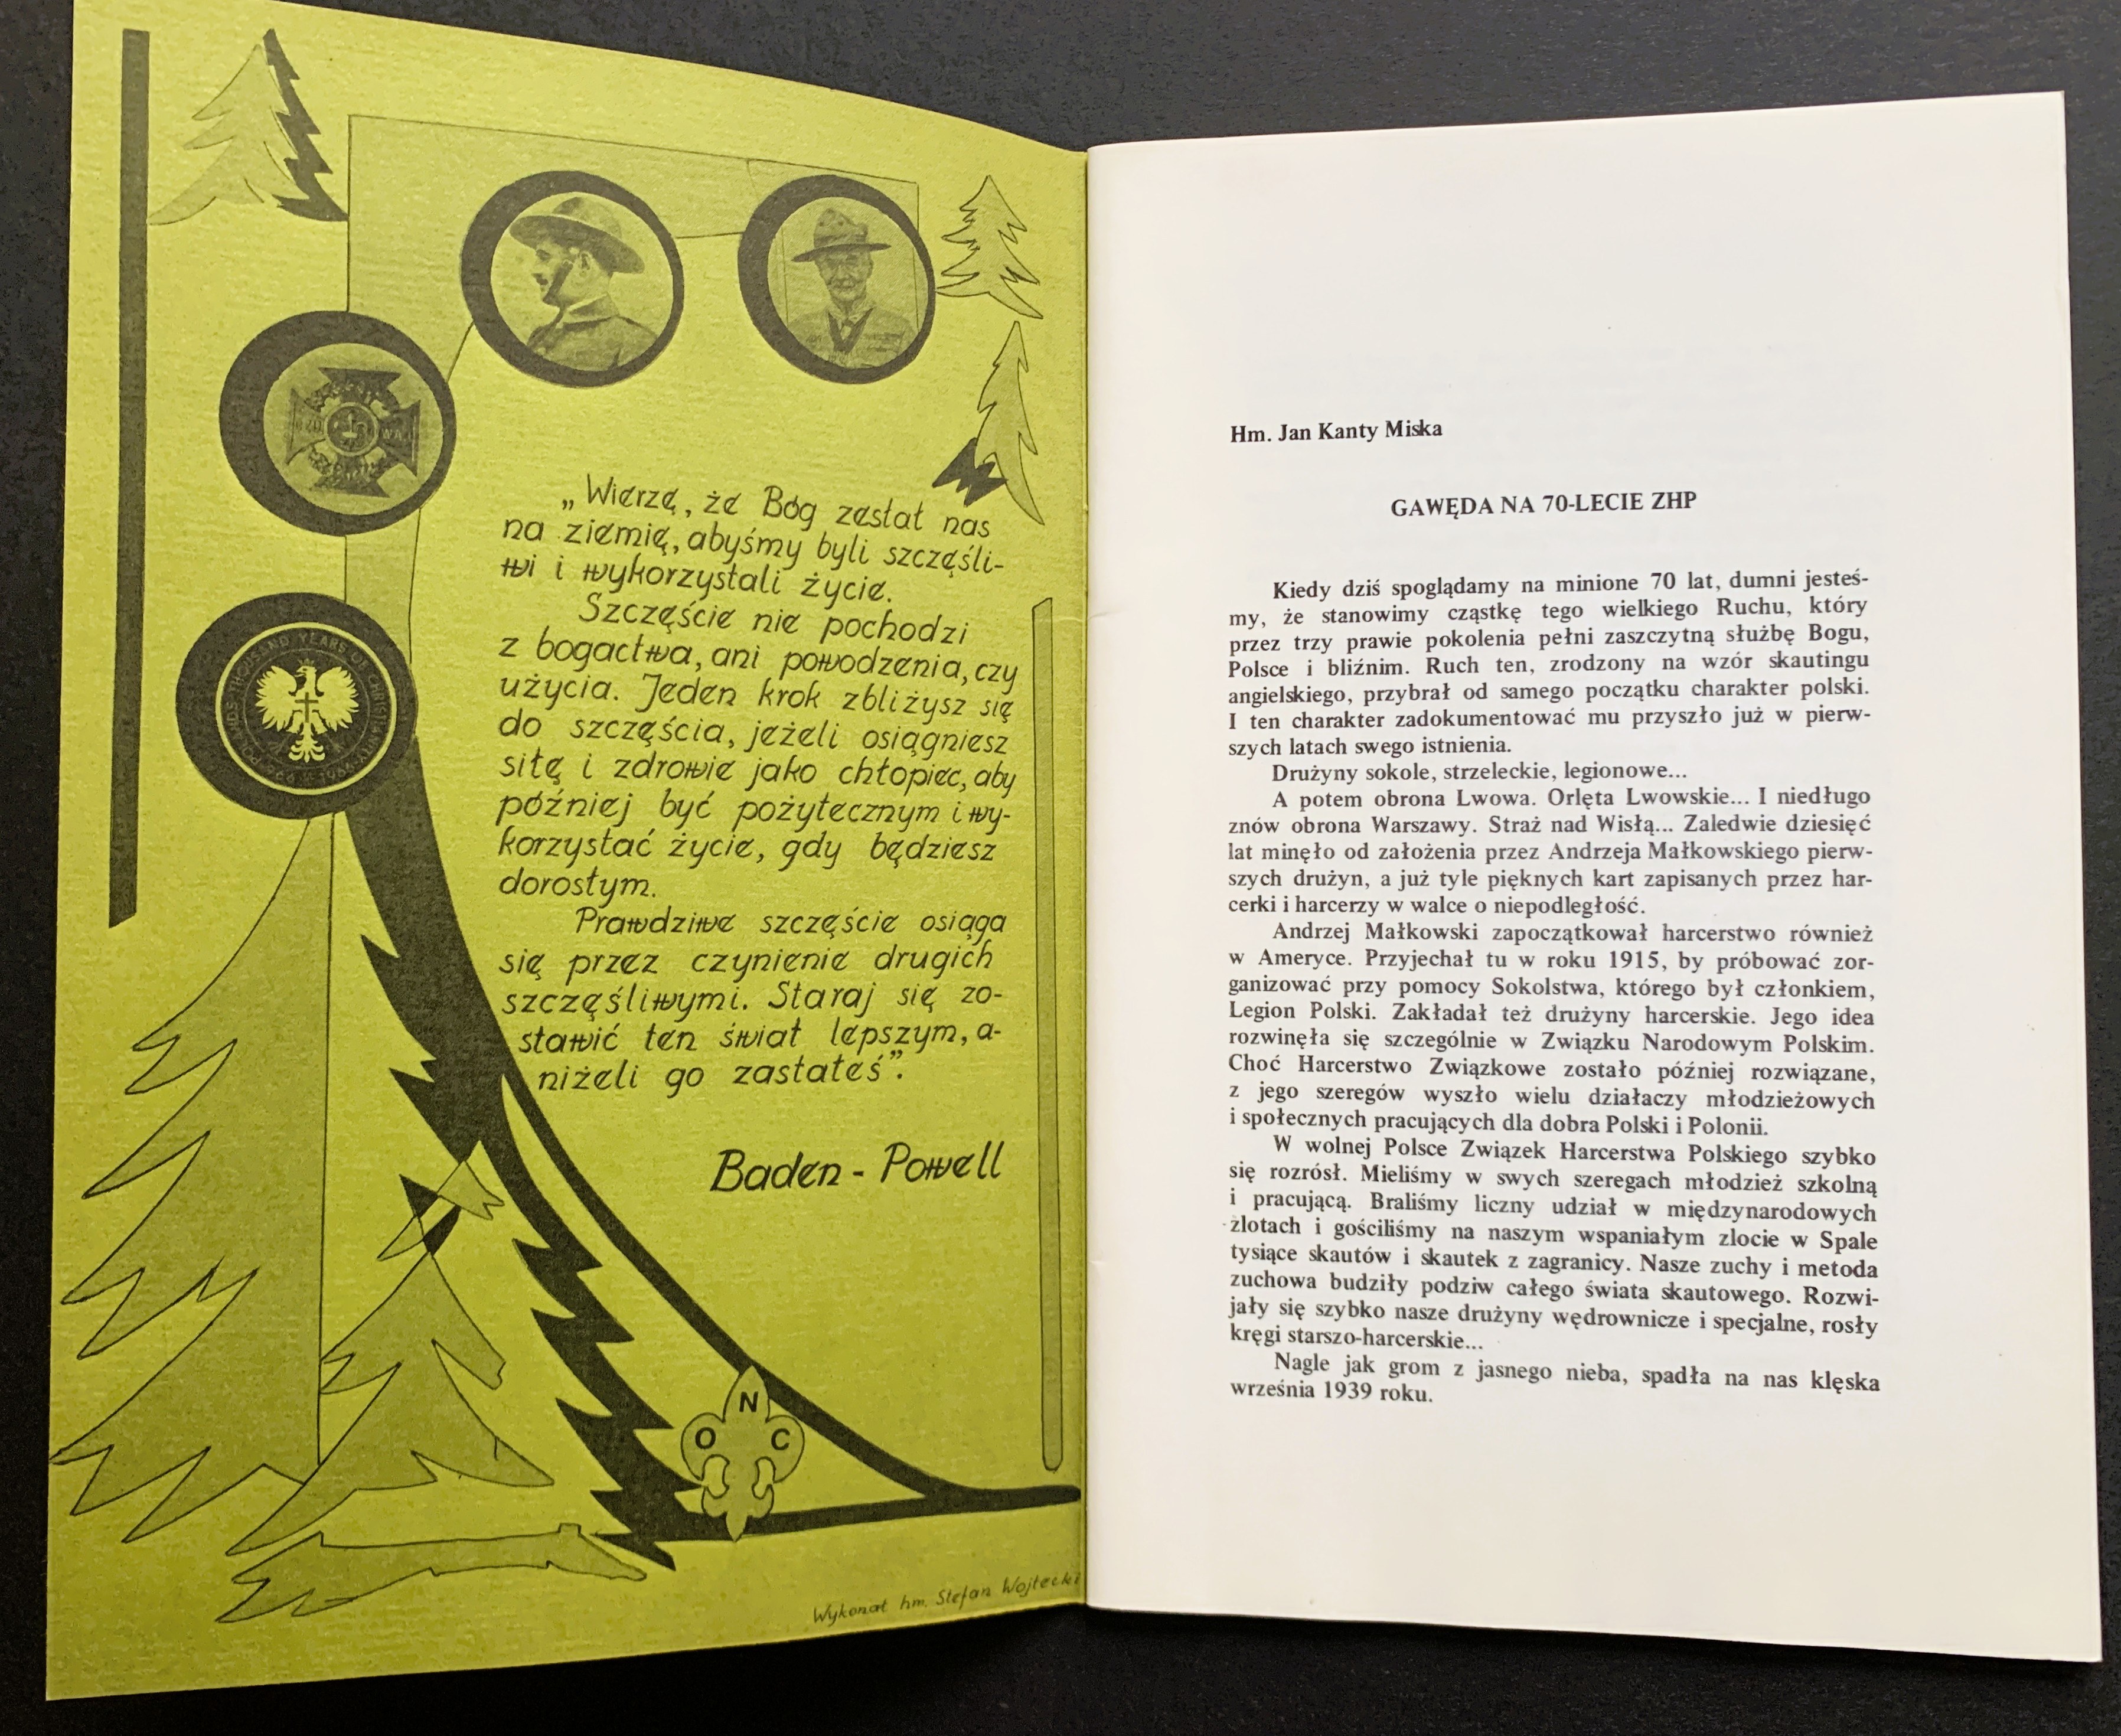 POLAND'S THOUSAND YEARS OF CHRISTIANITY
966 1966
„Wierzę, że Bóg zesłał nas
na ziemię, abyśmy byli szczęśli-
wi i wykorzystali życie.
Szczęście nie pochodzi
z bogactwa, ani powodzenia, czy
użycia. Jeden krok zbliżysz się
do szczęścia, jeżeli osiągniesz
siłę i zdrowie jako chłopiec, aby
później być pożytecznym i wy-
korzystać życie, gdy będziesz
dorosłym.
Prawdziwe szczęście osiąga
się przez czynienie drugich
szczęśliwymi. Staraj się zo-
stawić ten świat lepszym, a-
niżeli go zastałeś”.
Baden - Powell
N
O C
Wykonał hm. Stefan Wojtecki
Hm. Jan Kanty Miska
GAWĘDA NA 70-LECIE ZHP
Kiedy dziś spoglądamy na minione 70 lat, dumni jesteś-
my, że stanowimy cząstkę tego wielkiego Ruchu, który
przez trzy prawie pokolenia pełni zaszczytną służbę Bogu,
Polsce i bliźnim. Ruch ten, zrodzony na wzór skautingu
angielskiego, przybrał od samego początku charakter polski.
I ten charakter zadokumentować mu przyszło już w pierw-
szych latach swego istnienia.
Drużyny sokole, strzeleckie, legionowe...
A potem obrona Lwowa. Orlęta Lwowskie... I niedługo
znów obrona Warszawy. Straż nad Wisłą... Zaledwie dziesięć
lat minęło od założenia przez Andrzeja Małkowskiego pierw-
szych drużyn, a już tyle pięknych kart zapisanych przez har-
cerki i harcerzy w walce o niepodległość.
Andrzej Małkowski zapoczątkował harcerstwo również
w Ameryce. Przyjechał tu w roku 1915, by próbować zor-
ganizować przy pomocy Sokolstwa, którego był członkiem,
Legion Polski. Zakładał też drużyny harcerskie. Jego idea
rozwinęła się szczególnie w Związku Narodowym Polskim.
Choć Harcerstwo Związkowe zostało później rozwiązane,
z jego szeregów wyszło wielu działaczy młodzieżowych
i społecznych pracujących dla dobra Polski i Polonii.
W wolnej Polsce Związek Harcerstwa Polskiego szybko
się rozrósł. Mieliśmy w swych szeregach młodzież szkolną
i pracującą. Braliśmy liczny udział w międzynarodowych
zlotach i gościliśmy na naszym wspaniałym zlocie w Spale
tysiące skautów i skautek z zagranicy. Nasze zuchy i metoda
zuchowa budziły podziw całego świata skautowego. Rozwi-
jały się szybko nasze drużyny wędrownicze i specjalne, rosły
kręgi starszo-harcerskie...
Nagle jak grom z jasnego nieba, spadła na nas klęska
września 1939 roku.